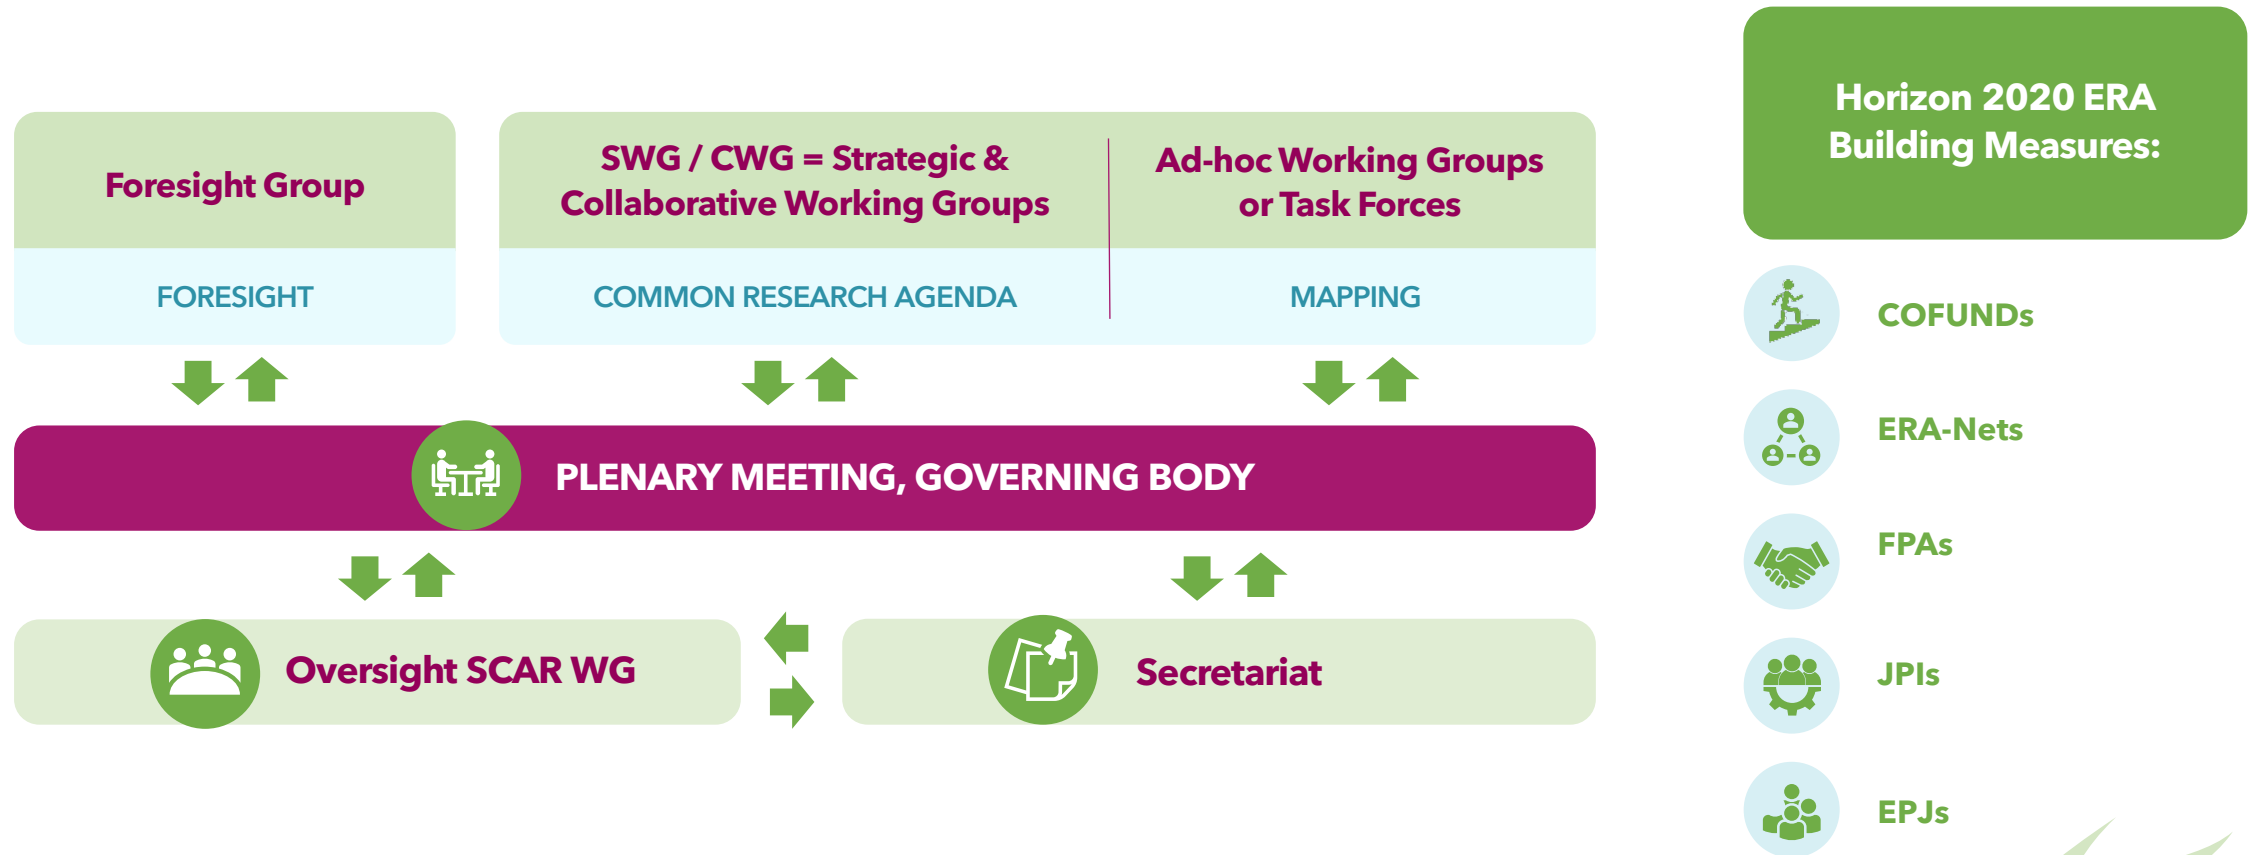 Foresight Group
FORESIGHT
SWG / CWG = Strategic &
Collaborative Working Groups
COMMON RESEARCH AGENDA
Ad-hoc Working Groups
or Task Forces
MAPPING
PLENARY MEETING, GOVERNING BODY
Oversight SCAR WG
Secretariat
Horizon 2020 ERA
Building Measures:
COFUNDs
ERA-Nets
FPAs
JPIs
EPJs